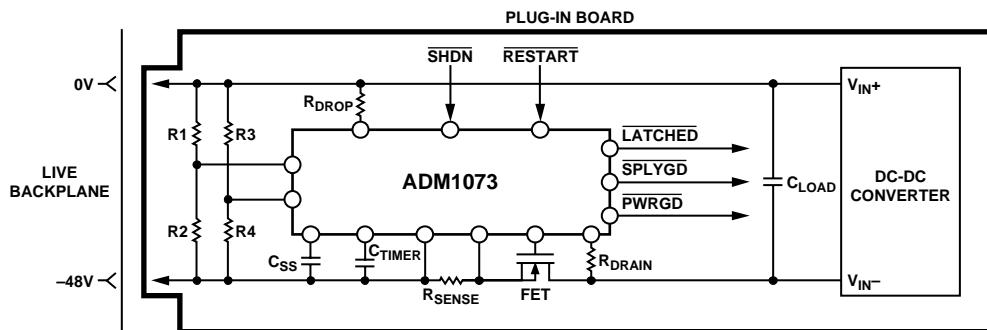 PLUG-IN BOARD
SHDN
RESTART
0V
RDROP
VIN+
R1
R3
LATCHED
LIVE
BACKPLANE
ADM1073
SPLYGD
CLOAD
DC-DC
CONVERTER
PWRGD
R2
R4
CSS
CTIMER
RDRAIN
–48V
RSENSE
FET
VIN–